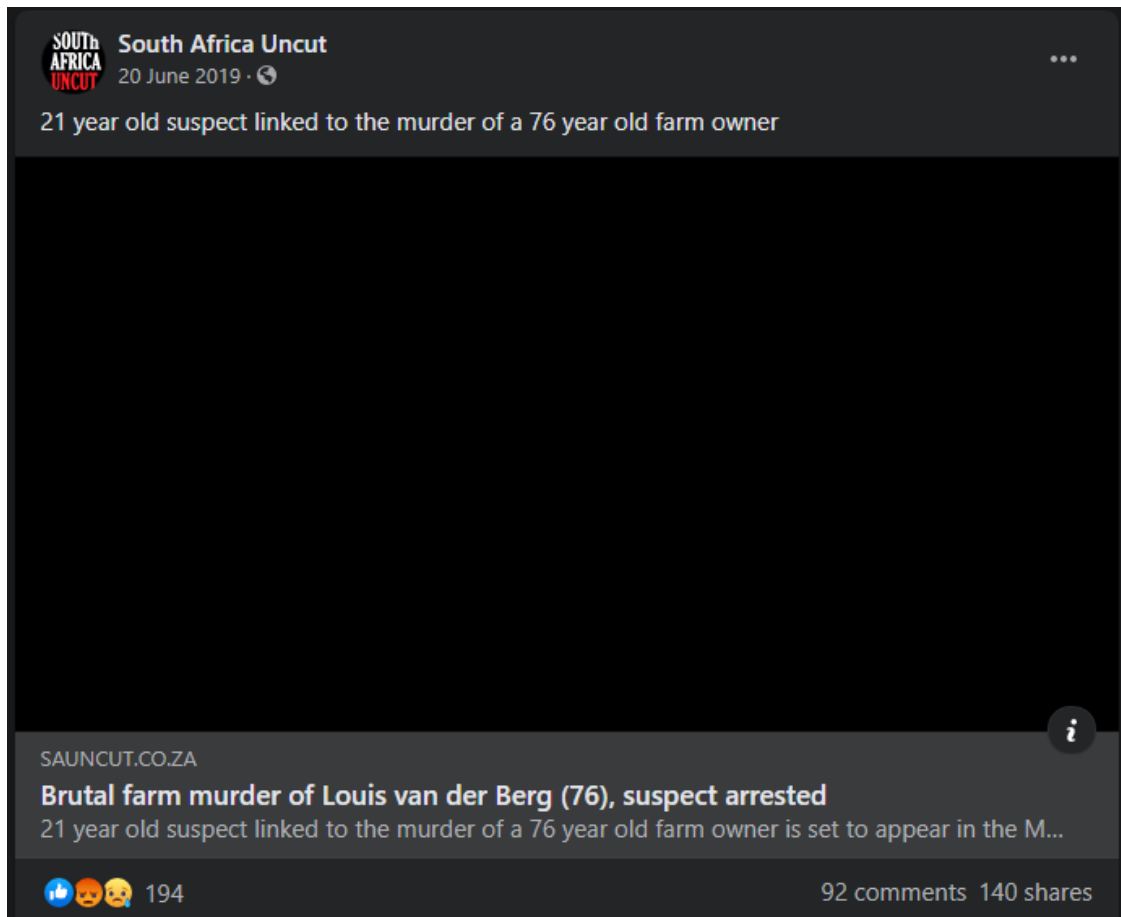 SOUTH
AFRICA
UNCUT
South Africa Uncut
20 June 2019 ·
21 year old suspect linked to the murder of a 76 year old farm owner
SAUNCUT.CO.ZA
Brutal farm murder of Louis van der Berg (76), suspect arrested
21 year old suspect linked to the murder of a 76 year old farm owner is set to appear in the M...
194
92 comments 140 shares